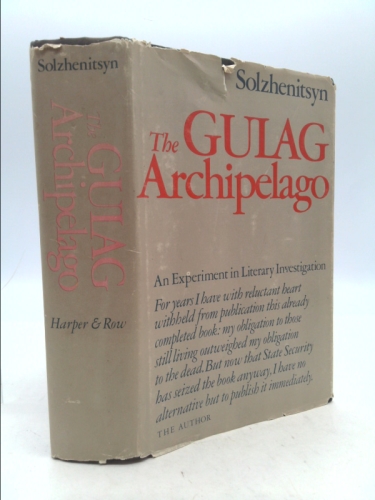 Solzhenitsyn
The GULAG
Archipelago
Harper & Row
Solzhenitsyn
The GULAG
Archipelago
An Experiment in Literary Investigation
For years I have with reluctant heart
withheld from publication this already
completed book: my obligation to those
still living outweighed my obligation
to the dead. But now that State Security
has seized the book anyway, I have no
alternative but to publish it immediately.
THE AUTHOR